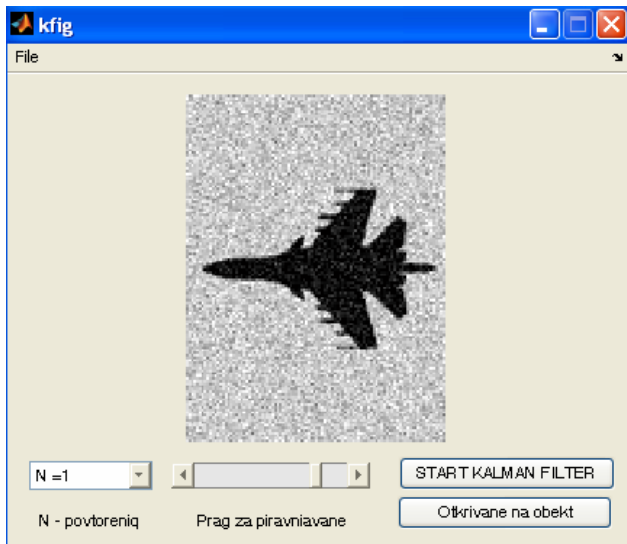 kfig
File
N =1
START KALMAN FILTER
N - povtoreniq
Prag za piravniavane
Otkrivane na obekt